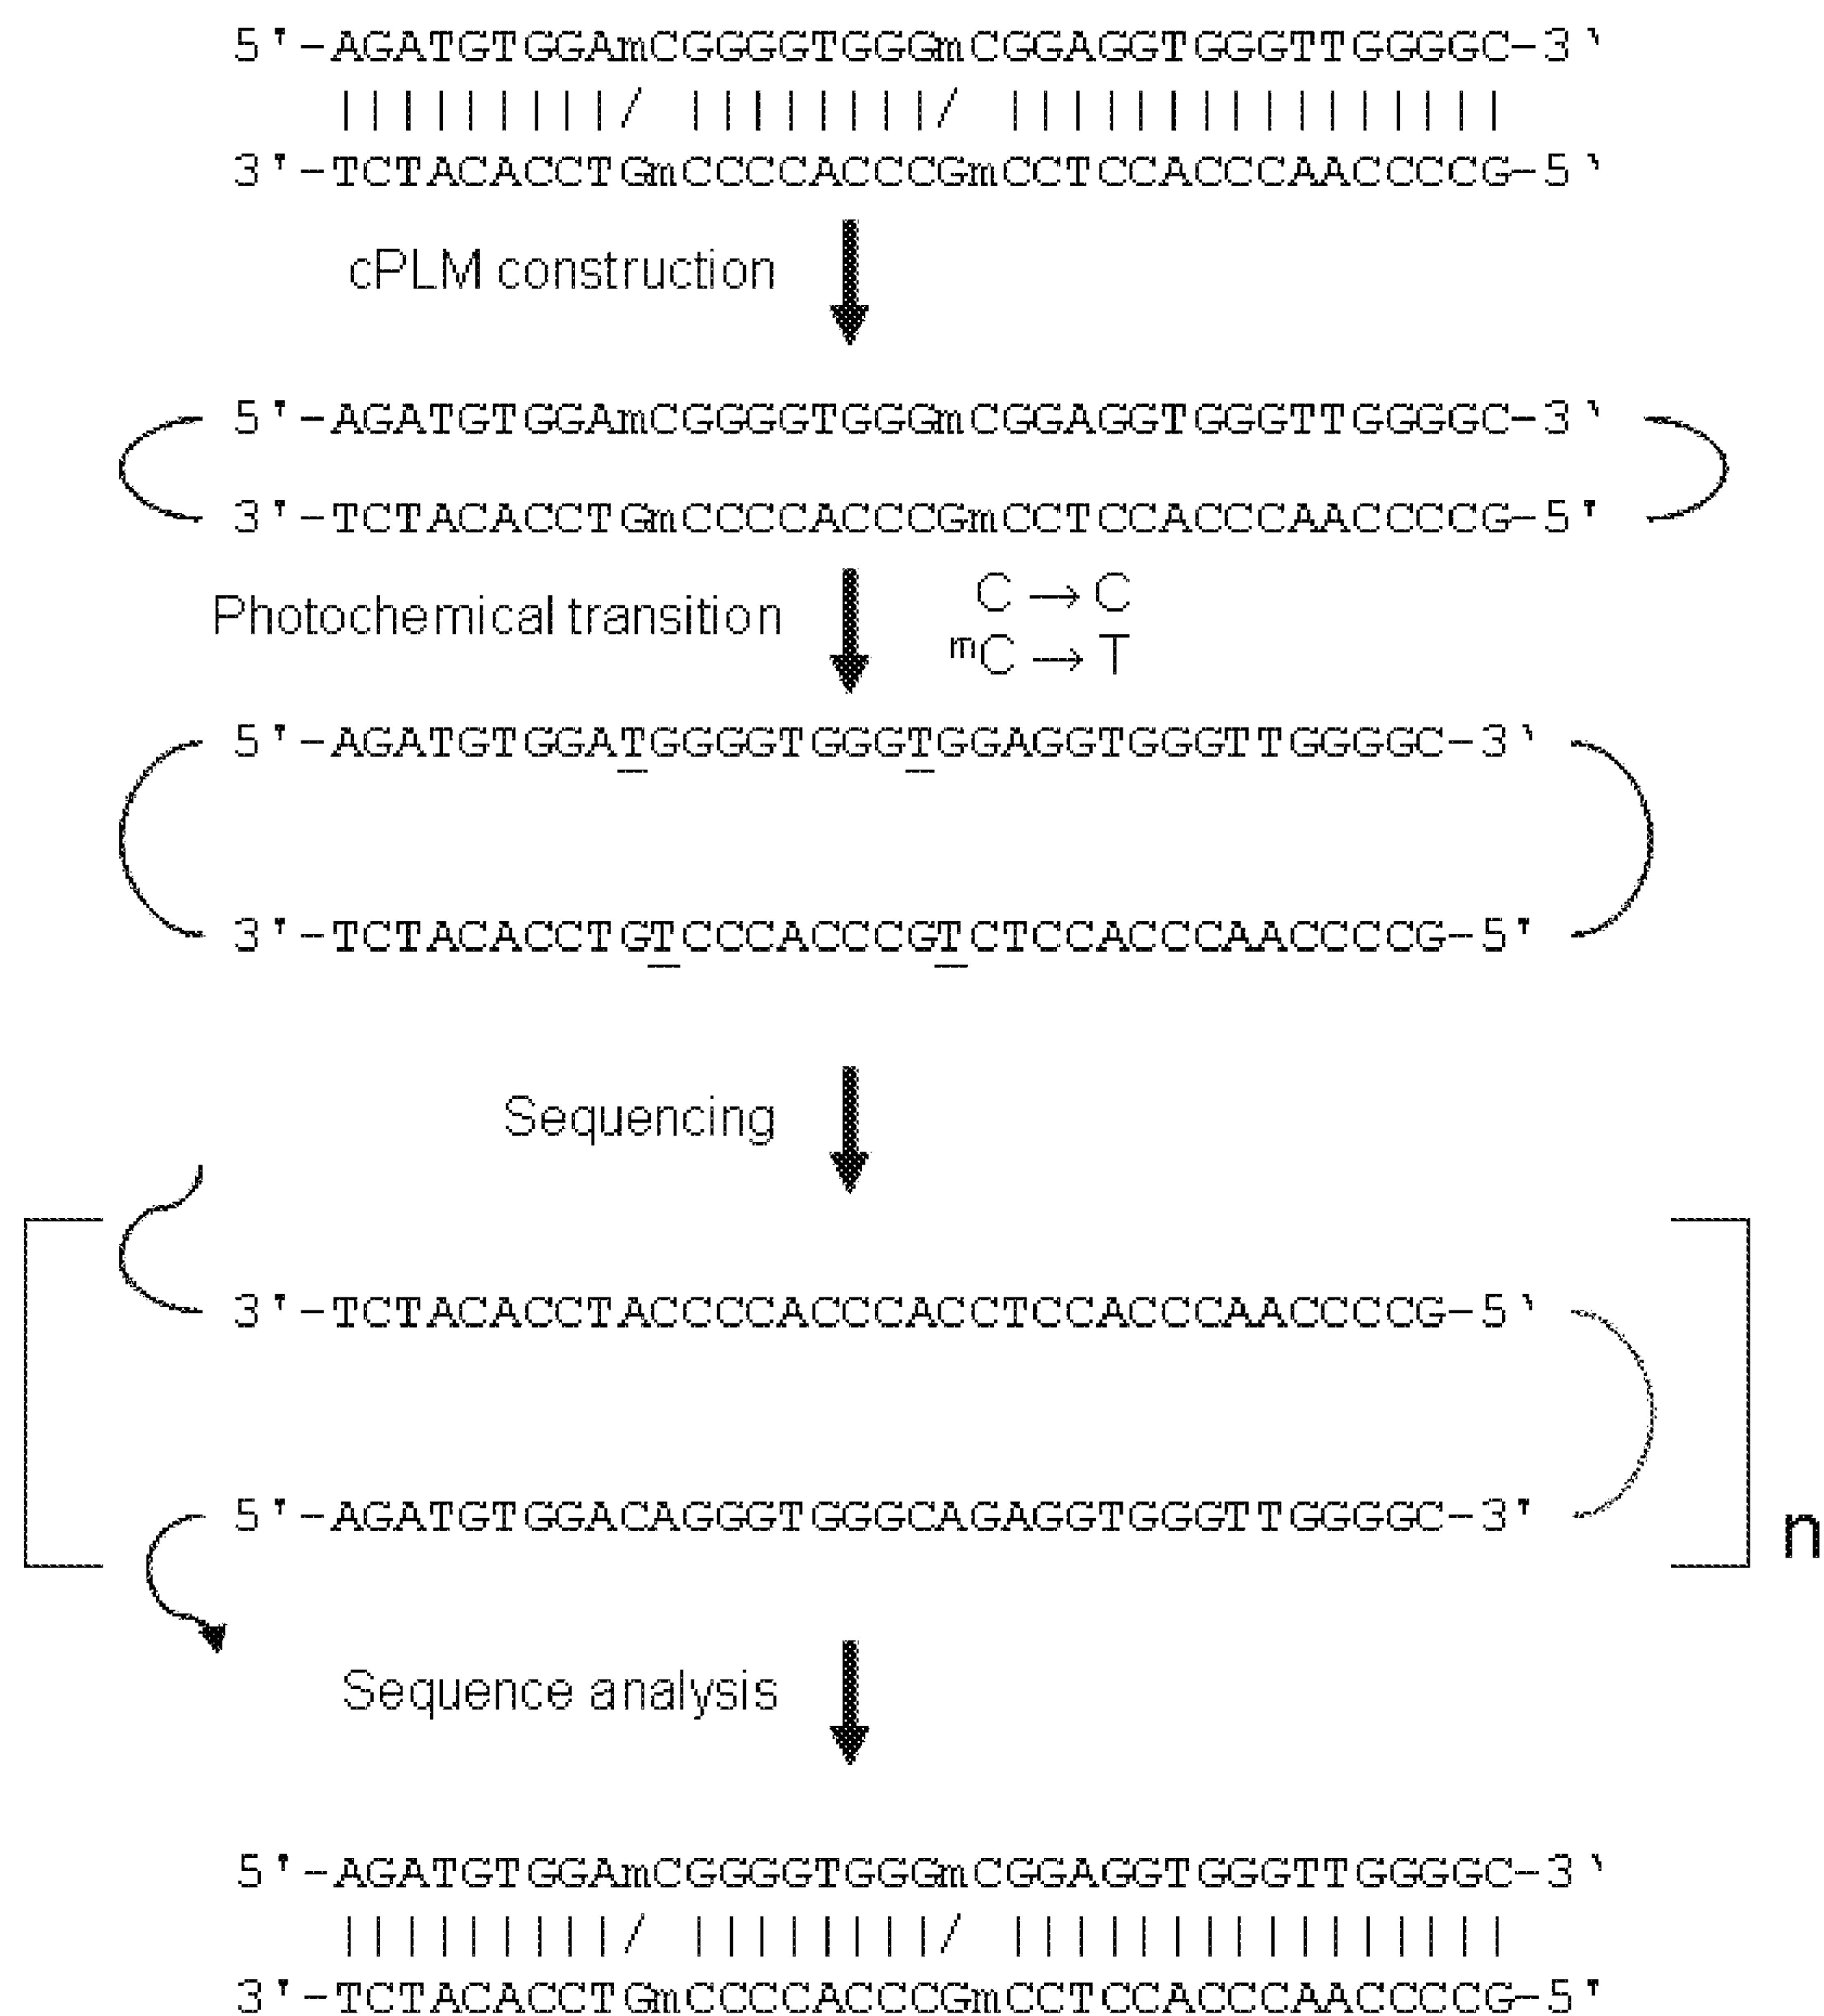 5'-AGATGTGGAmCGGGGTGGGmCGGAGGTGGGTTGGGGC-3'
|||||||||/ ||||||||/ ||||||||||||||||
3'-TCTACACCTGmCCCCACCCGmCCTCCACCCAACCCCG-5'
cPLM construction
5'-AGATGTGGAmCGGGGTGGGmCGGAGGTGGGTTGGGGC-3'
3'-TCTACACCTGmCCCCACCCGmCCTCCACCCAACCCCG-5'
Photochemical transition
C → C
mC → T
5'-AGATGTGGATGGGGTGGGTGGAGGTGGGTTGGGGC-3'
3'-TCTACACCTGTCCCACCCGTCTCCACCCAACCCCG-5'
Sequencing
3'-TCTACACCTACCCCACCCACCTCCACCCAACCCCG-5'
5'-AGATGTGGACAGGGTGGGCAGAGGTGGGTTGGGGC-3'
n
Sequence analysis
5'-AGATGTGGAmCGGGGTGGGmCGGAGGTGGGTTGGGGC-3'
|||||||||/ ||||||||/ ||||||||||||||||
3'-TCTACACCTGmCCCCACCCGmCCTCCACCCAACCCCG-5'